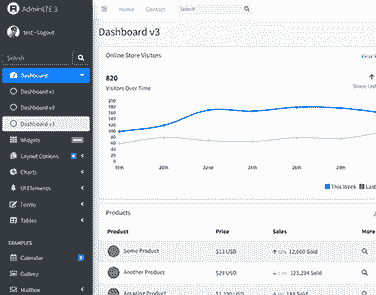 AdminLTE 3
Home
Contact
Search
test - Logout
Search
Dashboard
Dashboard v1
Dashboard v2
Dashboard v3
Widgets
Layout Options
Charts
UI Elements
Forms
Tables
EXAMPLES
Calendar
Gallery
Mailbox
Dashboard v3
Online Store Visitors
View
820
Visitors Over Time
Since
200
180
160
140
120
100
80
60
40
20
0
18th
20th
22nd
24th
26th
28th
This Week
Last
Products
Product
Price
Sales
More
Some Product
$13 USD
12%
12,000 Sold
Another Product
$29 USD
123,234 Sold
Amazing Product
$1,230 USD